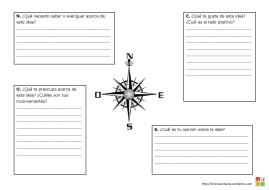 N. ¿Qué necesito saber o averiguar acerca de
esta idea?
E. ¿Qué te gusta de esta idea?
¿Cuál es el lado positivo?
O. ¿Qué te preocupa acerca de
esta idea? ¿Cuáles son sus
inconvenientes?
N
O
E
S
S. ¿Cuál es tu opinión sobre la idea?